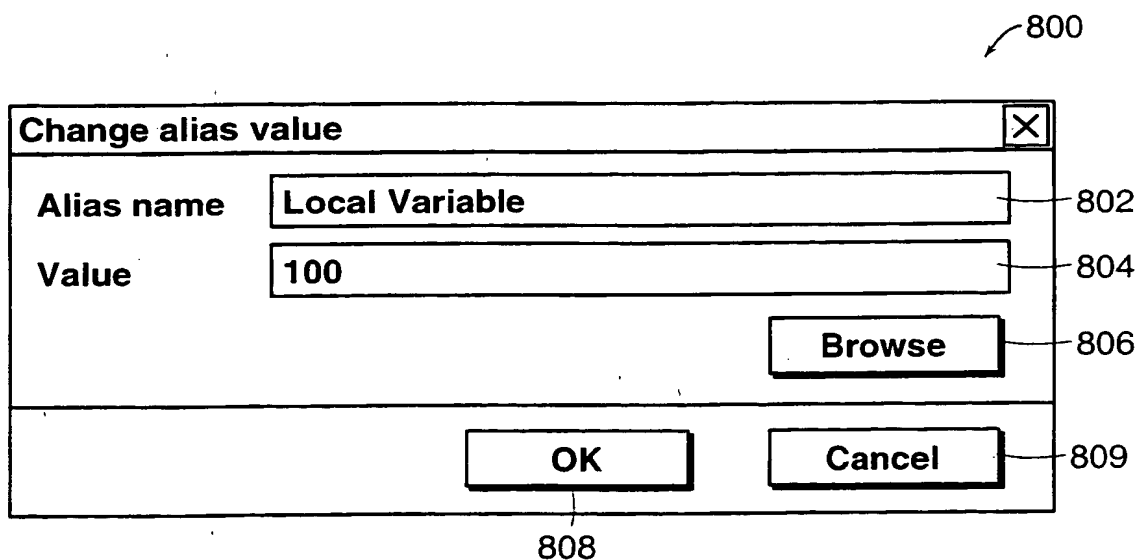 800
Change alias value
Alias name Local Variable 802
Value 100 804
Browse 806
OK Cancel 809
808